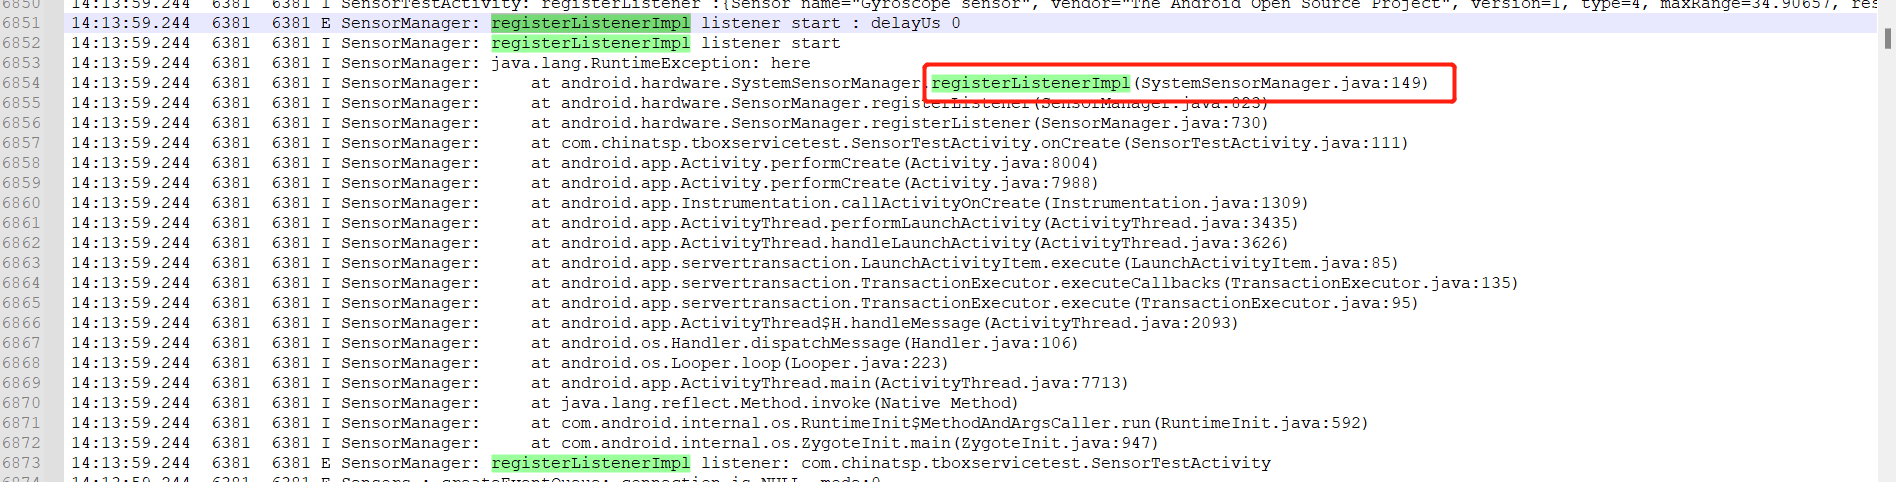 6850 14:13:59.244 6381 6381 I SensorTestActivity: registerListener :{Sensor name="Gyroscope sensor", vendor="The Android Open Source Project", version=1, type=4, maxRange=34.90657, res
6851 14:13:59.244 6381 6381 E SensorManager: registerListenerImpl listener start : delayUs 0
6852 14:13:59.244 6381 6381 I SensorManager: registerListenerImpl listener start
6853 14:13:59.244 6381 6381 I SensorManager: java.lang.RuntimeException: here
6854 14:13:59.244 6381 6381 I SensorManager: at android.hardware.SystemSensorManager.registerListenerImpl(SystemSensorManager.java:149)
6855 14:13:59.244 6381 6381 I SensorManager: at android.hardware.SensorManager.registerListener(SensorManager.java:823)
6856 14:13:59.244 6381 6381 I SensorManager: at android.hardware.SensorManager.registerListener(SensorManager.java:730)
6857 14:13:59.244 6381 6381 I SensorManager: at com.chinatsp.tboxservicetest.SensorTestActivity.onCreate(SensorTestActivity.java:111)
6858 14:13:59.244 6381 6381 I SensorManager: at android.app.Activity.performCreate(Activity.java:8004)
6859 14:13:59.244 6381 6381 I SensorManager: at android.app.Activity.performCreate(Activity.java:7988)
6860 14:13:59.244 6381 6381 I SensorManager: at android.app.Instrumentation.callActivityOnCreate(Instrumentation.java:1309)
6861 14:13:59.244 6381 6381 I SensorManager: at android.app.ActivityThread.performLaunchActivity(ActivityThread.java:3435)
6862 14:13:59.244 6381 6381 I SensorManager: at android.app.ActivityThread.handleLaunchActivity(ActivityThread.java:3626)
6863 14:13:59.244 6381 6381 I SensorManager: at android.app.servertransaction.LaunchActivityItem.execute(LaunchActivityItem.java:85)
6864 14:13:59.244 6381 6381 I SensorManager: at android.app.servertransaction.TransactionExecutor.executeCallbacks(TransactionExecutor.java:135)
6865 14:13:59.244 6381 6381 I SensorManager: at android.app.servertransaction.TransactionExecutor.execute(TransactionExecutor.java:95)
6866 14:13:59.244 6381 6381 I SensorManager: at android.app.ActivityThread$H.handleMessage(ActivityThread.java:2093)
6867 14:13:59.244 6381 6381 I SensorManager: at android.os.Handler.dispatchMessage(Handler.java:106)
6868 14:13:59.244 6381 6381 I SensorManager: at android.os.Looper.loop(Looper.java:223)
6869 14:13:59.244 6381 6381 I SensorManager: at android.app.ActivityThread.main(ActivityThread.java:7713)
6870 14:13:59.244 6381 6381 I SensorManager: at java.lang.reflect.Method.invoke(Native Method)
6871 14:13:59.244 6381 6381 I SensorManager: at com.android.internal.os.RuntimeInit$MethodAndArgsCaller.run(RuntimeInit.java:592)
6872 14:13:59.244 6381 6381 I SensorManager: at com.android.internal.os.ZygoteInit.main(ZygoteInit.java:947)
6873 14:13:59.244 6381 6381 E SensorManager: registerListenerImpl listener: com.chinatsp.tboxservicetest.SensorTestActivity
6874 14:13:59.244 6381 6381 E Sensors : createEventQueue: connection is NULL